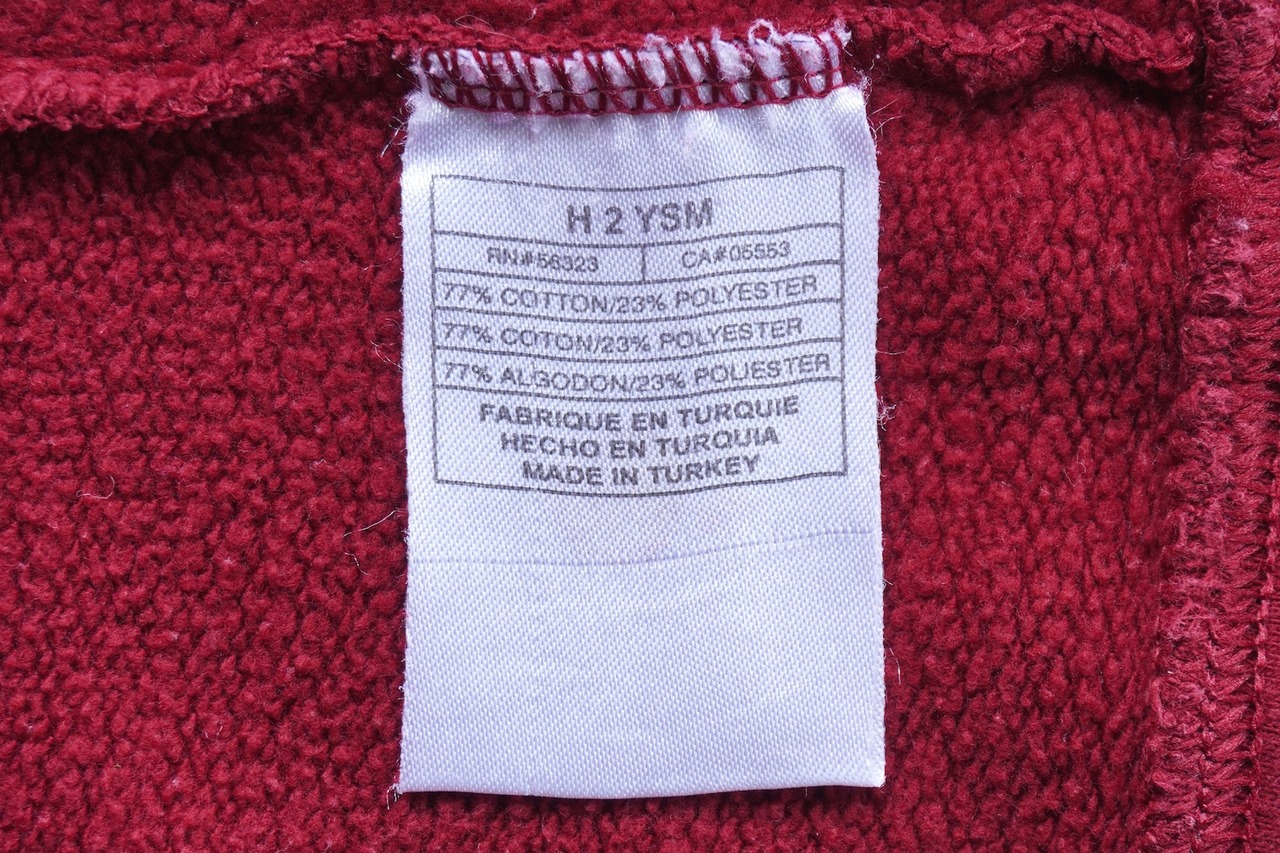 H 2 YSM
RN#56323 CA#05553
77% COTTON/23% POLYESTER
77% COTON/23% POLYESTER
77% ALGODON/23% POLIESTER
FABRIQUE EN TURQUIE
HECHO EN TURQUIA
MADE IN TURKEY